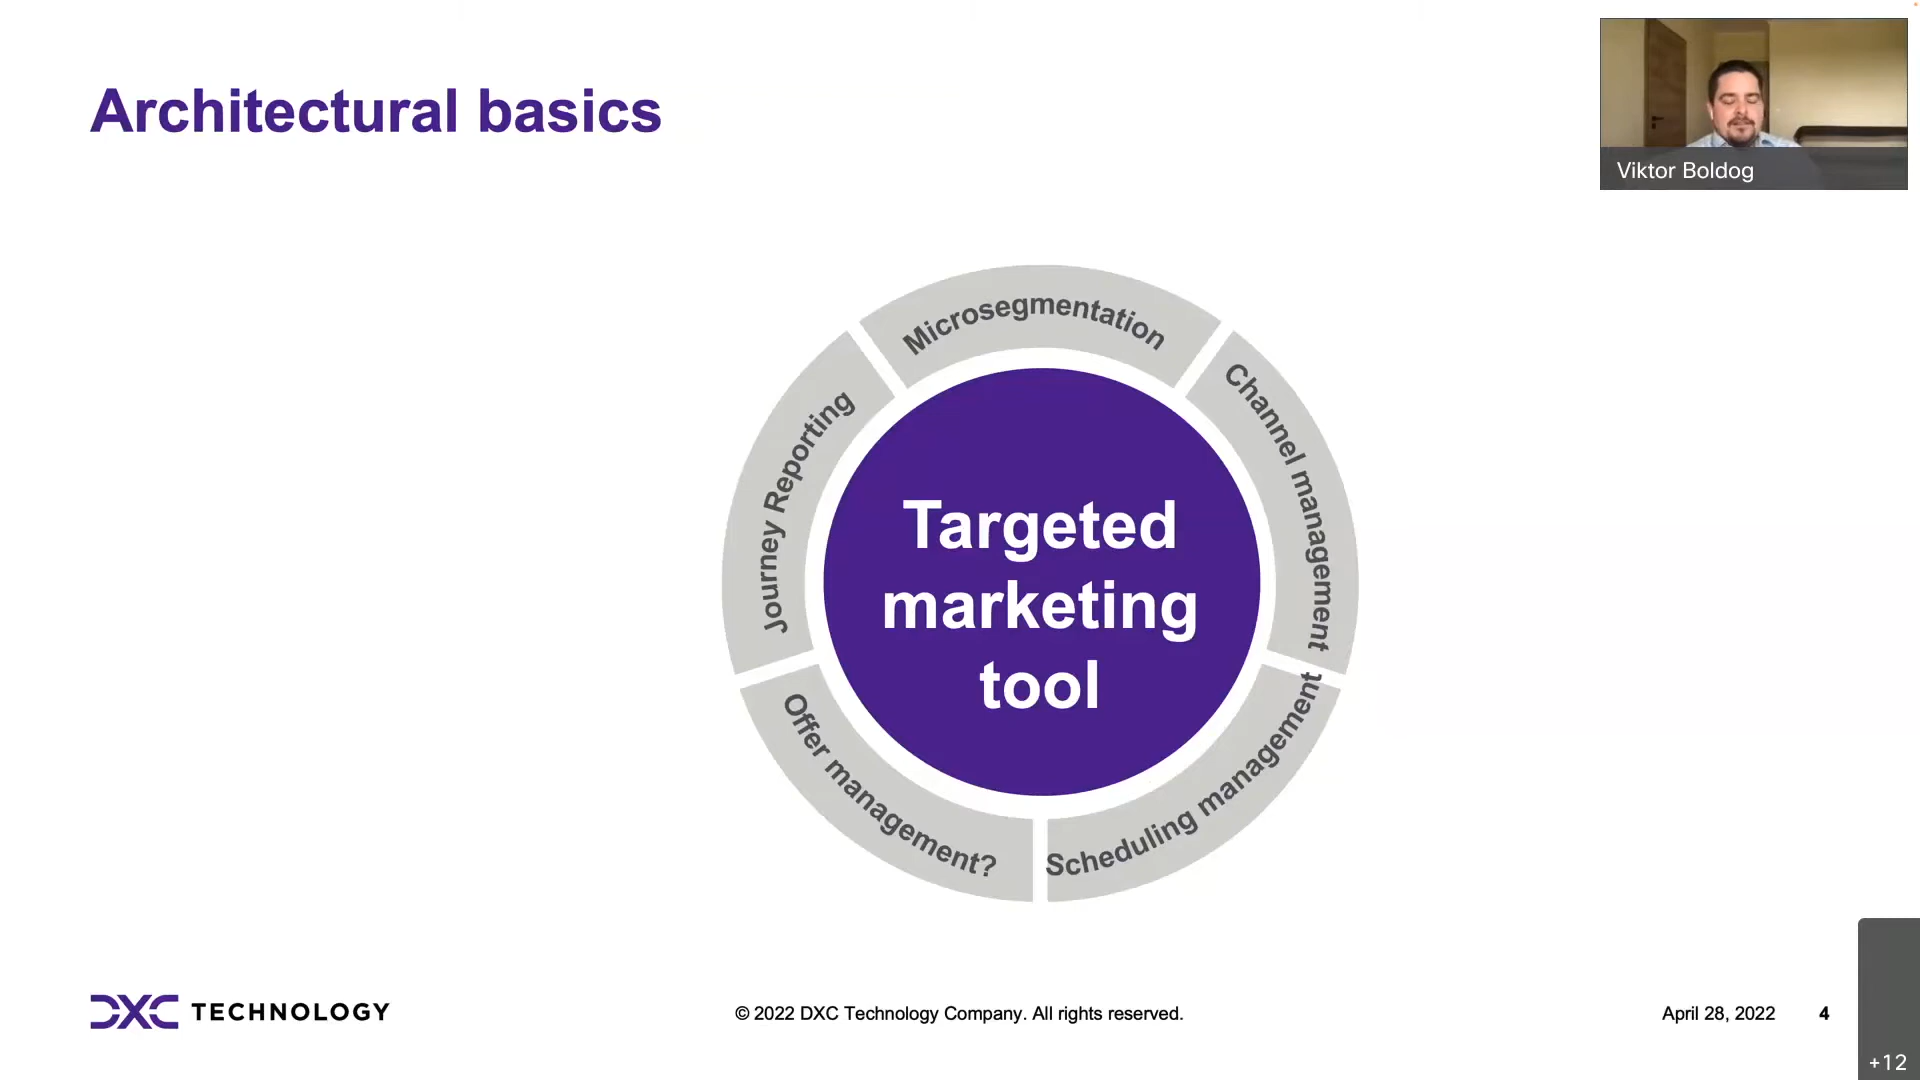 Architectural basics
Viktor Boldog
Microsegmentation
Channel management
Scheduling management
Offer management?
Journey Reporting
Targeted
marketing
tool
DXC TECHNOLOGY
© 2022 DXC Technology Company. All rights reserved.
April 28, 2022
4
+12